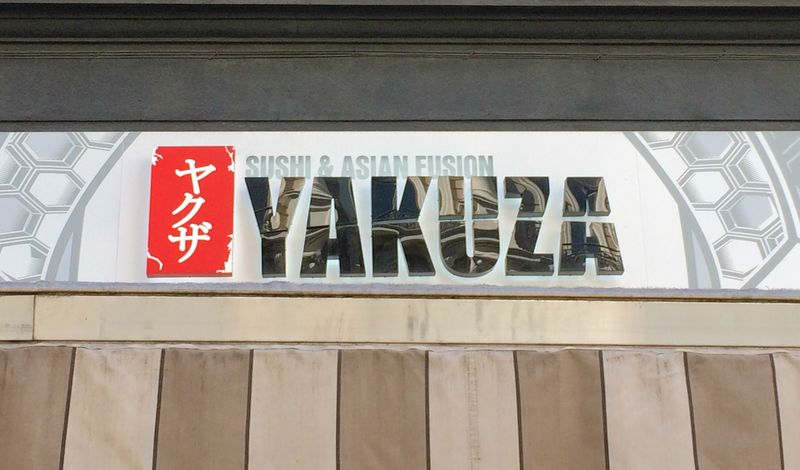 ヤクザ
SUSHI & ASIAN FUSION
YAKUZA